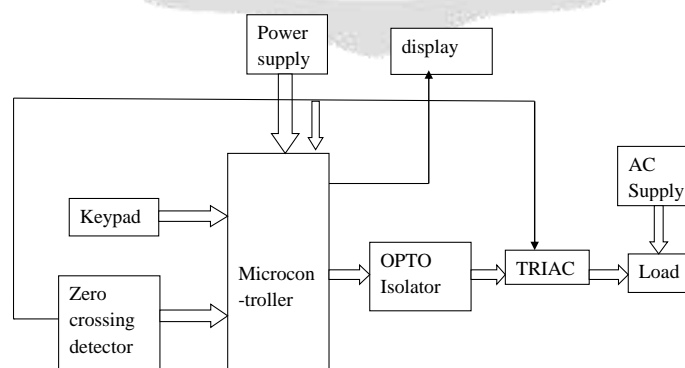 Power
supply
display
AC
Supply
Keypad
Microcon
-troller
OPTO
Isolator
TRIAC
Load
Zero
crossing
detector